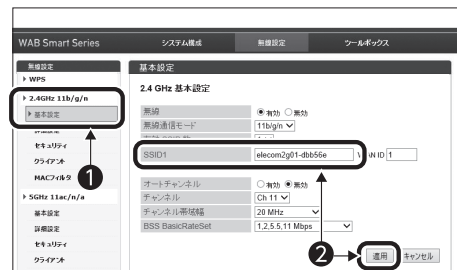 WAB Smart Series システム構成 無線設定 ツールボックス
無線設定
WPS
2.4GHz 11b/g/n
基本設定
詳細設定
セキュリティ
クライアント
MACフィルタ
5GHz 11ac/n/a
基本設定
詳細設定
セキュリティ
クライアント
基本設定
2.4 GHz 基本設定
無線 有効 無効
無線通信モード 11b/g/n
SSID1 elecom2g01-dbb56e AN ID 1
オートチャンネル 有効 無効
チャンネル Ch 11
チャンネル帯域幅 20 MHz
BSS BasicRateSet 1,2,5.5,11 Mbps
適用 キャンセル
1
2